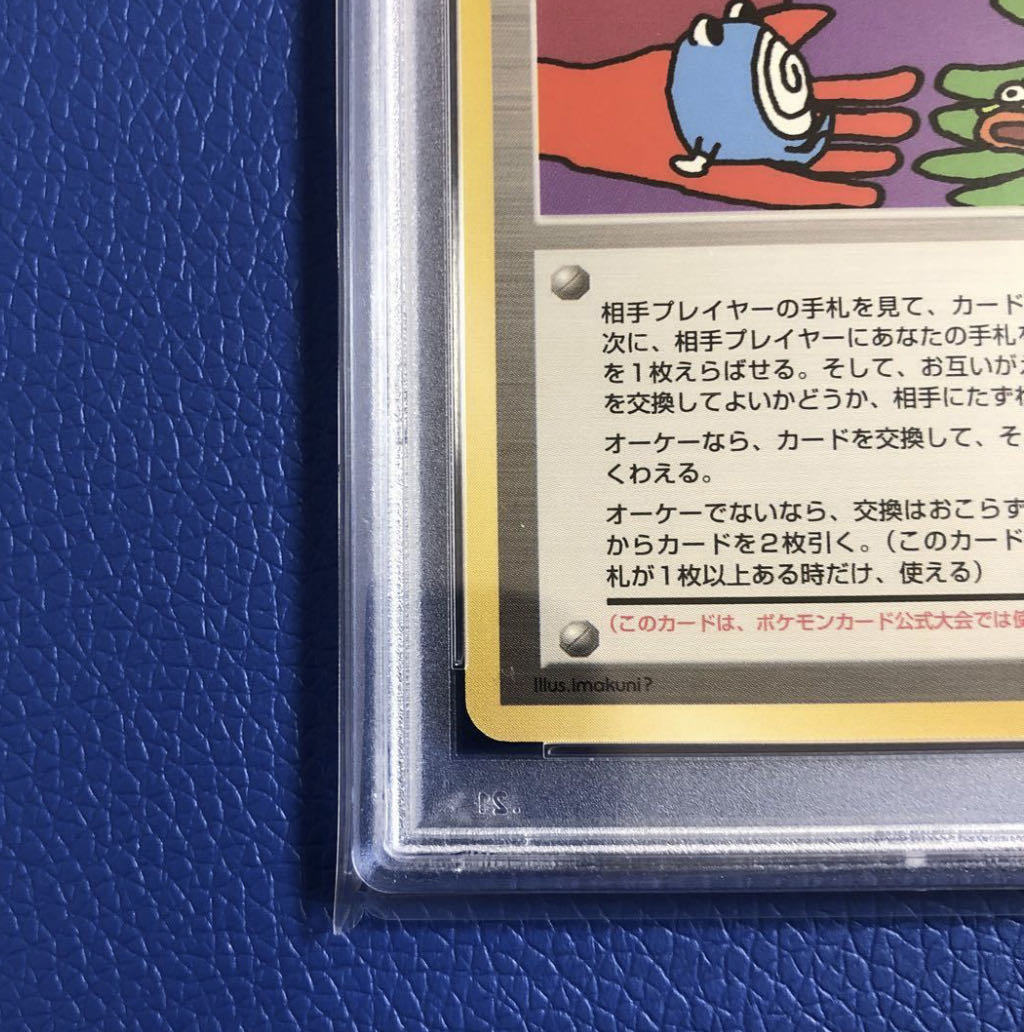 相手プレイヤーの手札を見て、カード
次に、相手プレイヤーにあなたの手札
を1枚えらばせる。そして、お互いが
を交換してよいかどうか、相手にたずね
オーケーなら、カードを交換して、そ
くわえる。
オーケーでないなら、交換はおこらず
からカードを2枚引く。（このカード
札が1枚以上ある時だけ、使える）
（このカードは、ポケモンカード公式大会では使
Illus.Imakuni?